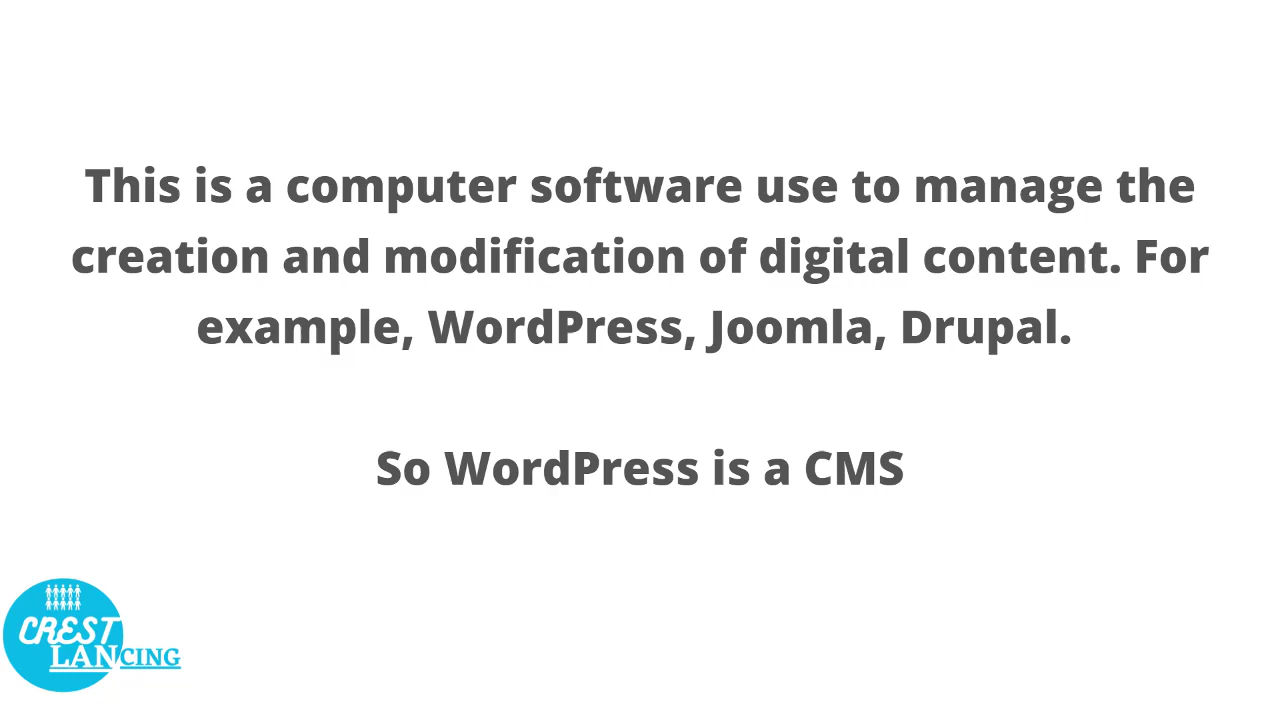 This is a computer software use to manage the
creation and modification of digital content. For
example, WordPress, Joomla, Drupal.
So WordPress is a CMS
CREST
LANCING